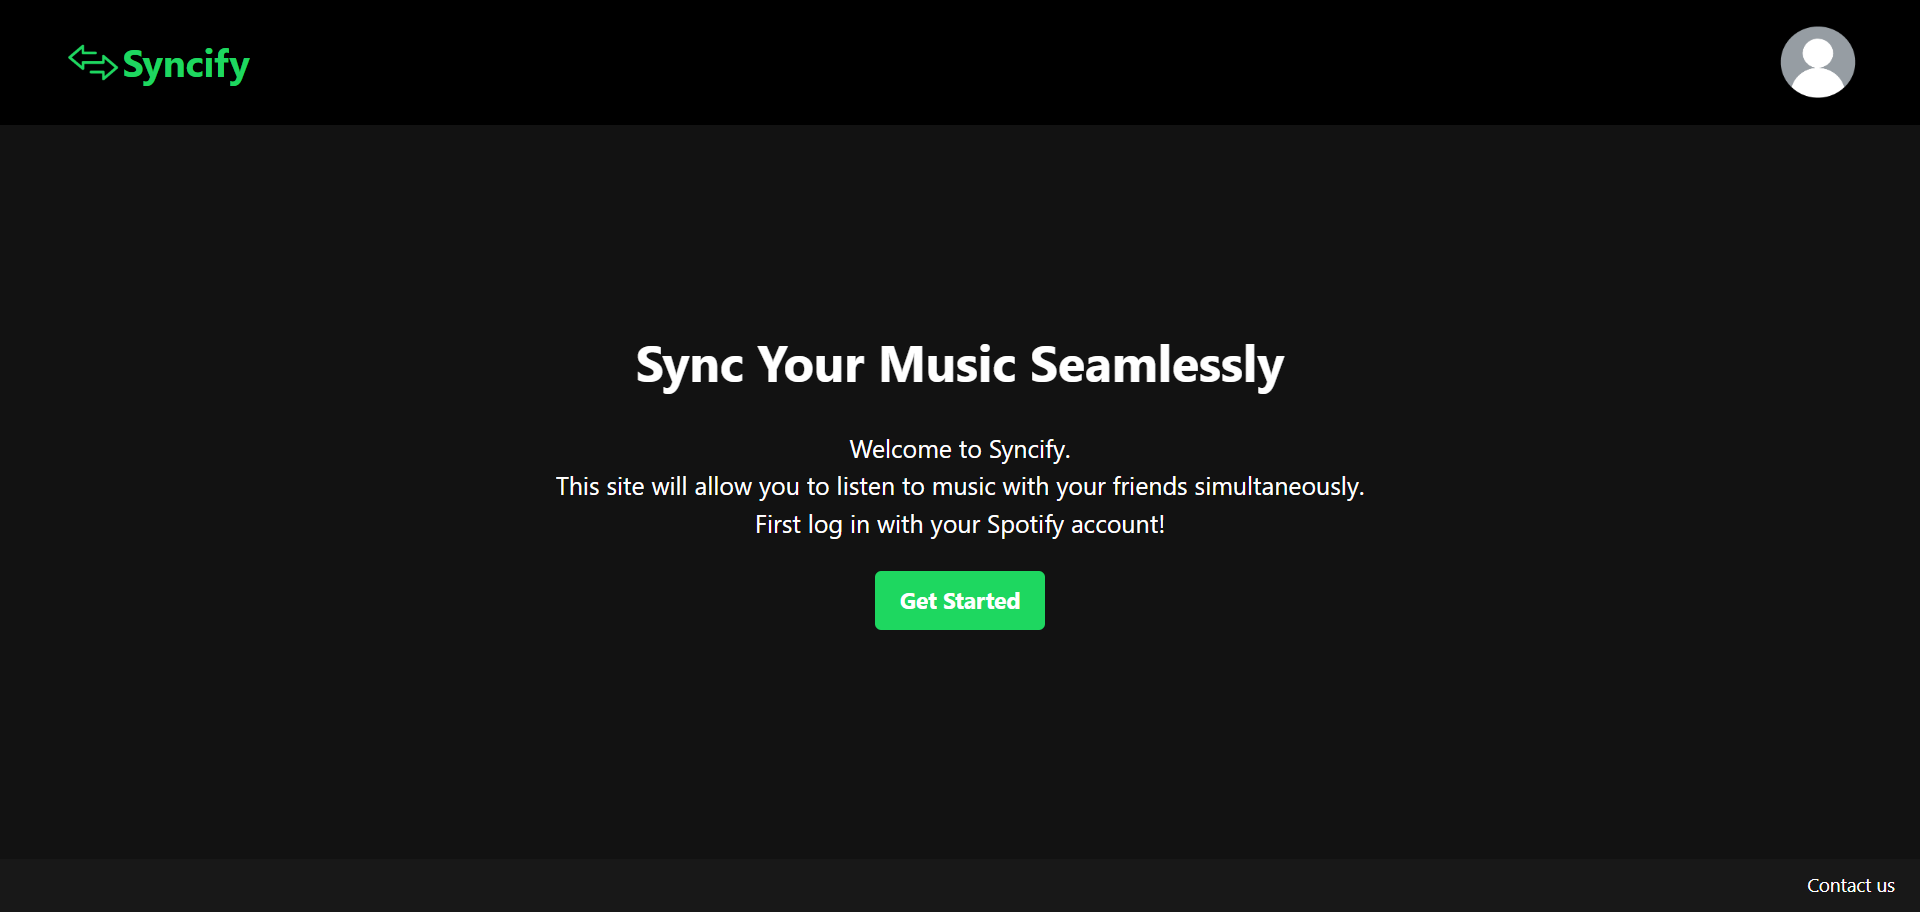 Syncify
Sync Your Music Seamlessly
Welcome to Syncify.
This site will allow you to listen to music with your friends simultaneously.
First log in with your Spotify account!
Get Started
Contact us